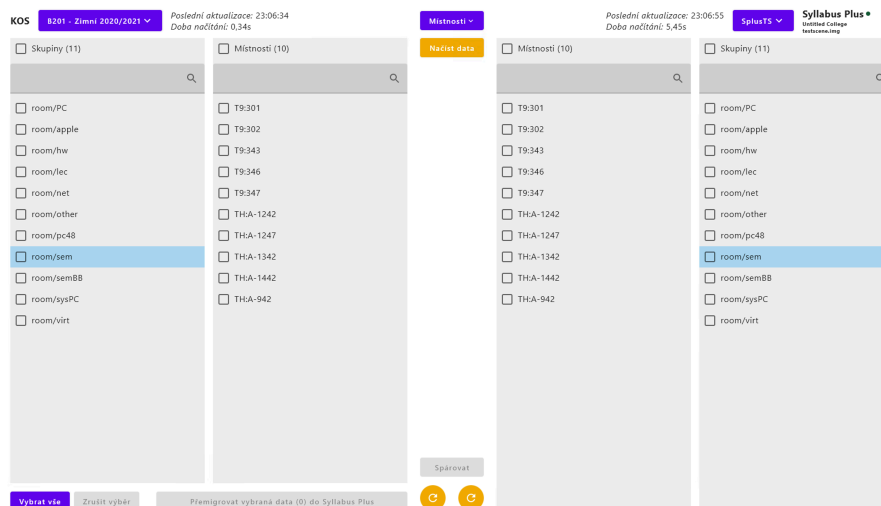 KOS
B201 - Zimní 2020/2021
Poslední aktualizace: 23:06:34
Doba načítání: 0,34s
Místnosti
Poslední aktualizace: 23:06:55
Doba načítání: 5,45s
SplusTS
Syllabus Plus
Untitled College
testscene.img
Skupiny (11)
Místnosti (10)
Načíst data
Místnosti (10)
Skupiny (11)
room/PC
room/apple
room/hw
room/lec
room/net
room/other
room/pc48
room/sem
room/semBB
room/sysPC
room/virt
T9:301
T9:302
T9:343
T9:346
T9:347
TH:A-1242
TH:A-1247
TH:A-1342
TH:A-1442
TH:A-942
T9:301
T9:302
T9:343
T9:346
T9:347
TH:A-1242
TH:A-1247
TH:A-1342
TH:A-1442
TH:A-942
room/PC
room/apple
room/hw
room/lec
room/net
room/other
room/pc48
room/sem
room/semBB
room/sysPC
room/virt
Spárovat
Vybrat vše
Zrušit výběr
Přemigrovat vybraná data (0) do Syllabus Plus